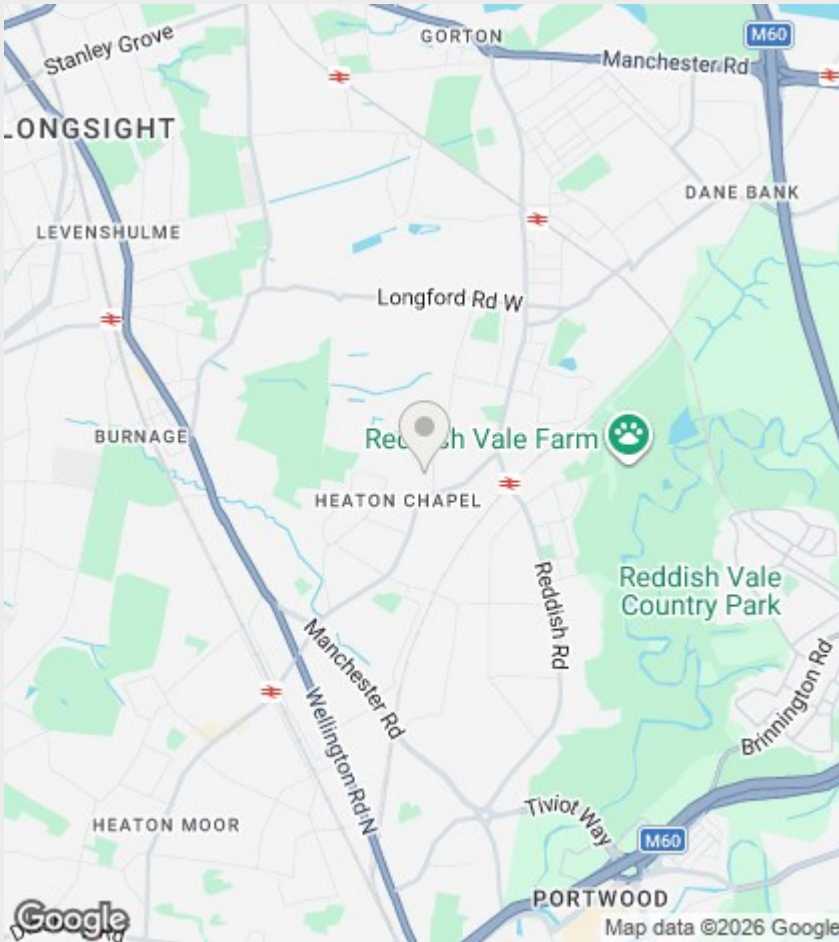 GORTON
M60
Stanley Grove
Manchester Rd
LONGSIGHT
DANE BANK
LEVENSHULME
Longford Rd W
BURNAGE
Reddish Vale Farm
HEATON CHAPEL
Reddish Rd
Reddish Vale
Country Park
Manchester Rd
Brinnington Rd
Wellington Rd N
Tiviot Way
HEATON MOOR
M60
PORTWOOD
Google
Map data ©2026 Google